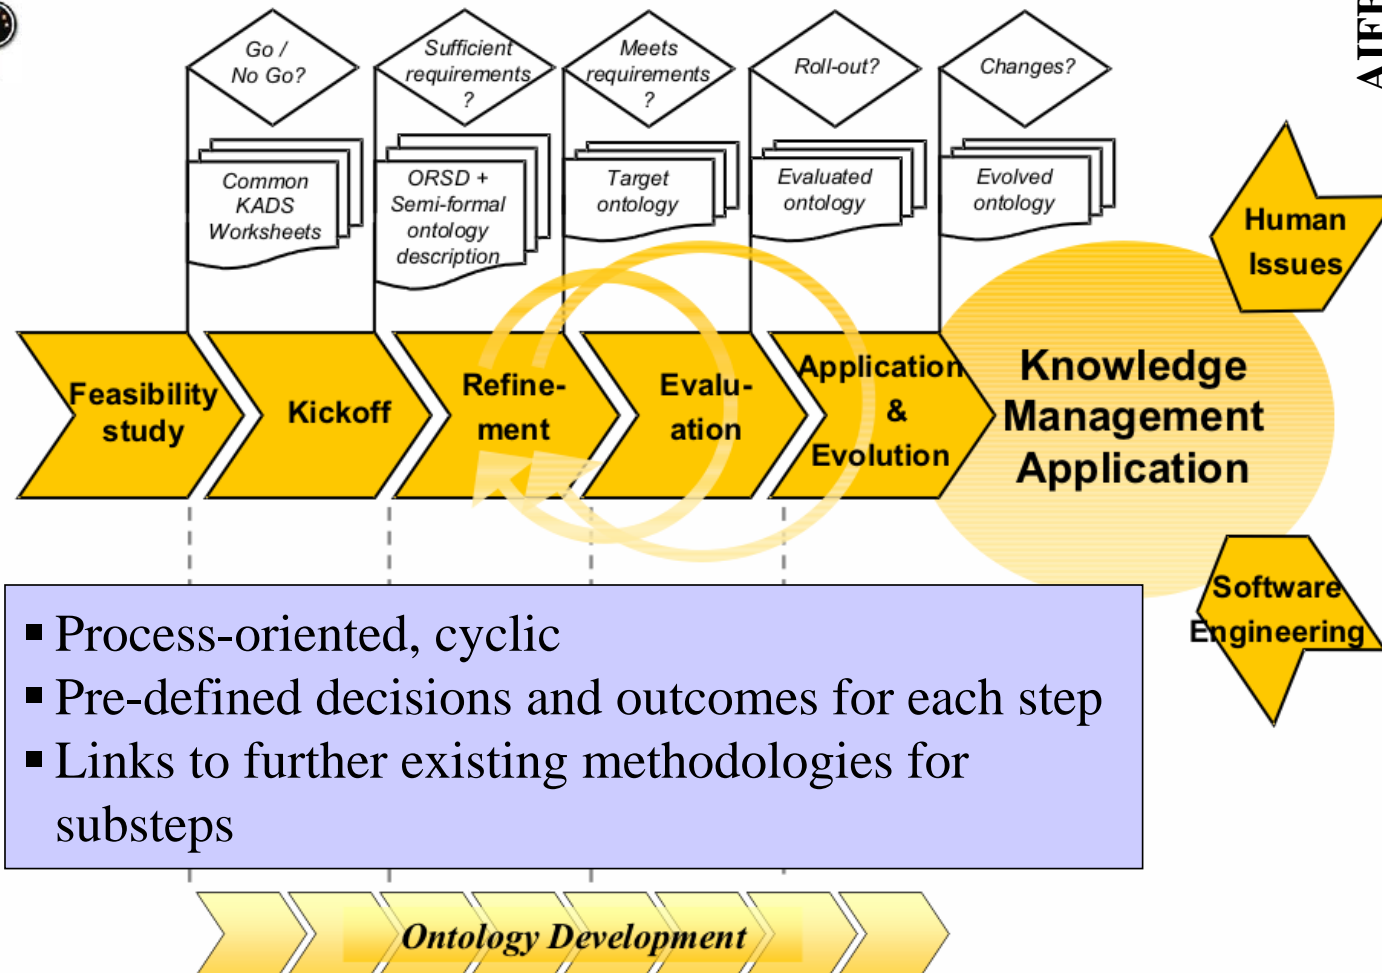 Go /
No Go?
Sufficient
requirements
?
Meets
requirements
?
Roll-out?
Changes?
Common
KADS
Worksheets
ORSD +
Semi-formal
ontology
description
Target
ontology
Evaluated
ontology
Evolved
ontology
Human
Issues
Feasibility
study
Kickoff
Refine-
ment
Evalu-
ation
Application
&
Evolution
Knowledge
Management
Application
Software
Engineering
▪ Process-oriented, cyclic
▪ Pre-defined decisions and outcomes for each step
▪ Links to further existing methodologies for
substeps
Ontology Development